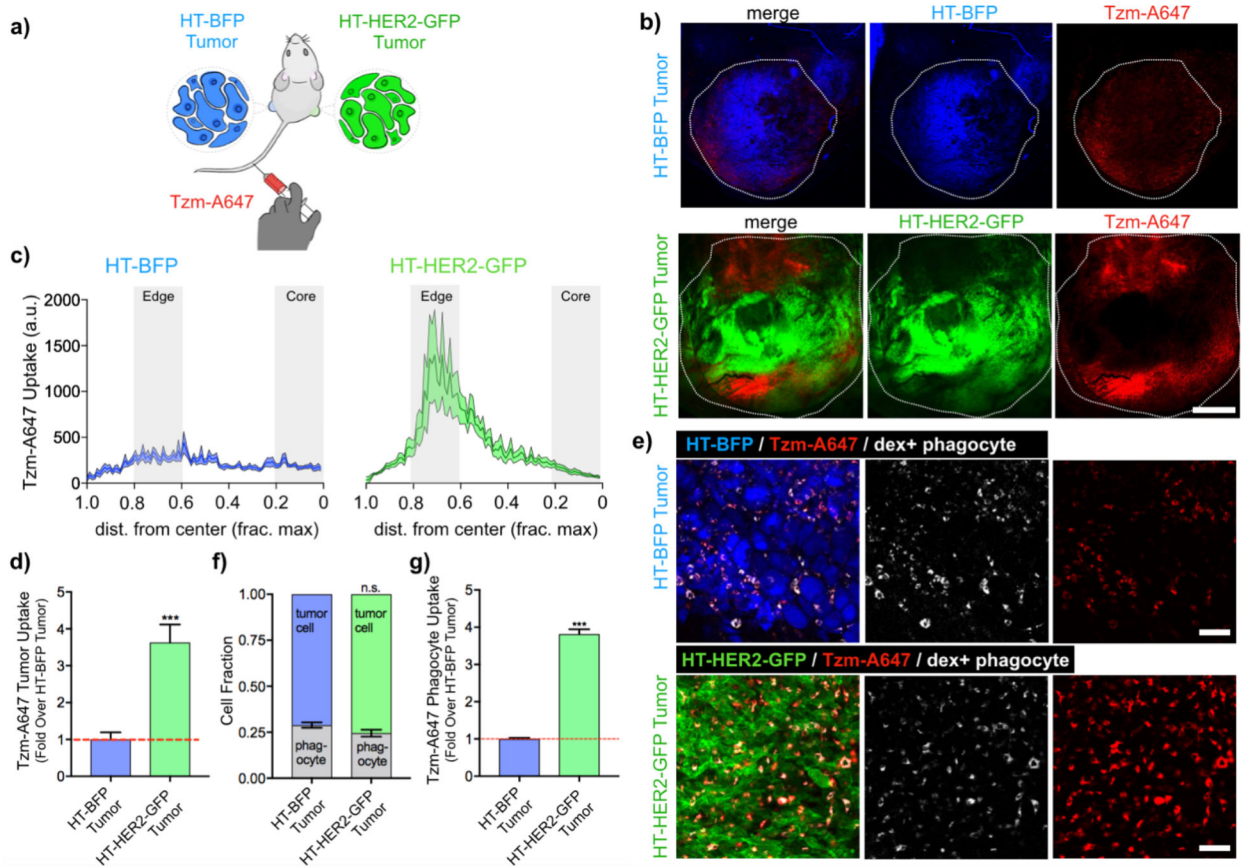 a)
HT-BFP
Tumor
HT-HER2-GFP
Tumor
Tzm-A647
b)
merge
HT-BFP
Tzm-A647
HT-BFP Tumor
merge
HT-HER2-GFP
Tzm-A647
HT-HER2-GFP Tumor
c)
HT-BFP
HT-HER2-GFP
Tzm-A647 Uptake (a.u.)
2000
1500
1000
500
0
Edge
Core
Edge
Core
1.0
0.8
0.6
0.4
0.2
0
1.0
0.8
0.6
0.4
0.2
0
dist. from center (frac. max)
dist. from center (frac. max)
d)
Tzm-A647 Tumor Uptake
(Fold Over HT-BFP Tumor)
5
4
3
2
1
0
***
HT-BFP
Tumor
HT-HER2-GFP
Tumor
f)
Cell Fraction
1.00
0.75
0.50
0.25
0.00
n.s.
tumor
cell
tumor
cell
phag-
ocyte
phag-
ocyte
HT-BFP
Tumor
HT-HER2-GFP
Tumor
g)
Tzm-A647 Phagocyte Uptake
(Fold Over HT-BFP Tumor)
5
4
3
2
1
0
***
HT-BFP
Tumor
HT-HER2-GFP
Tumor
e)
HT-BFP / Tzm-A647 / dex+ phagocyte
HT-BFP Tumor
HT-HER2-GFP / Tzm-A647 / dex+ phagocyte
HT-HER2-GFP Tumor